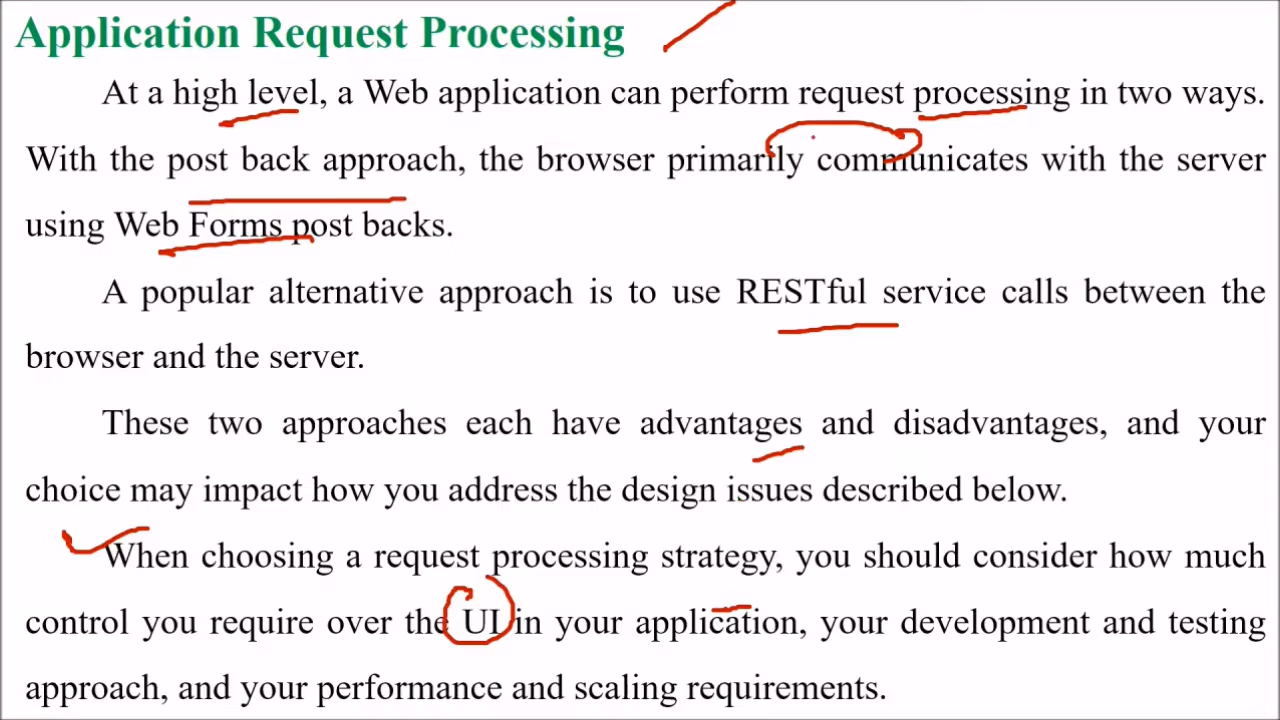 Application Request Processing
At a high level, a Web application can perform request processing in two ways.
With the post back approach, the browser primarily communicates with the server
using Web Forms post backs.
A popular alternative approach is to use RESTful service calls between the
browser and the server.
These two approaches each have advantages and disadvantages, and your
choice may impact how you address the design issues described below.
When choosing a request processing strategy, you should consider how much
control you require over the UI in your application, your development and testing
approach, and your performance and scaling requirements.